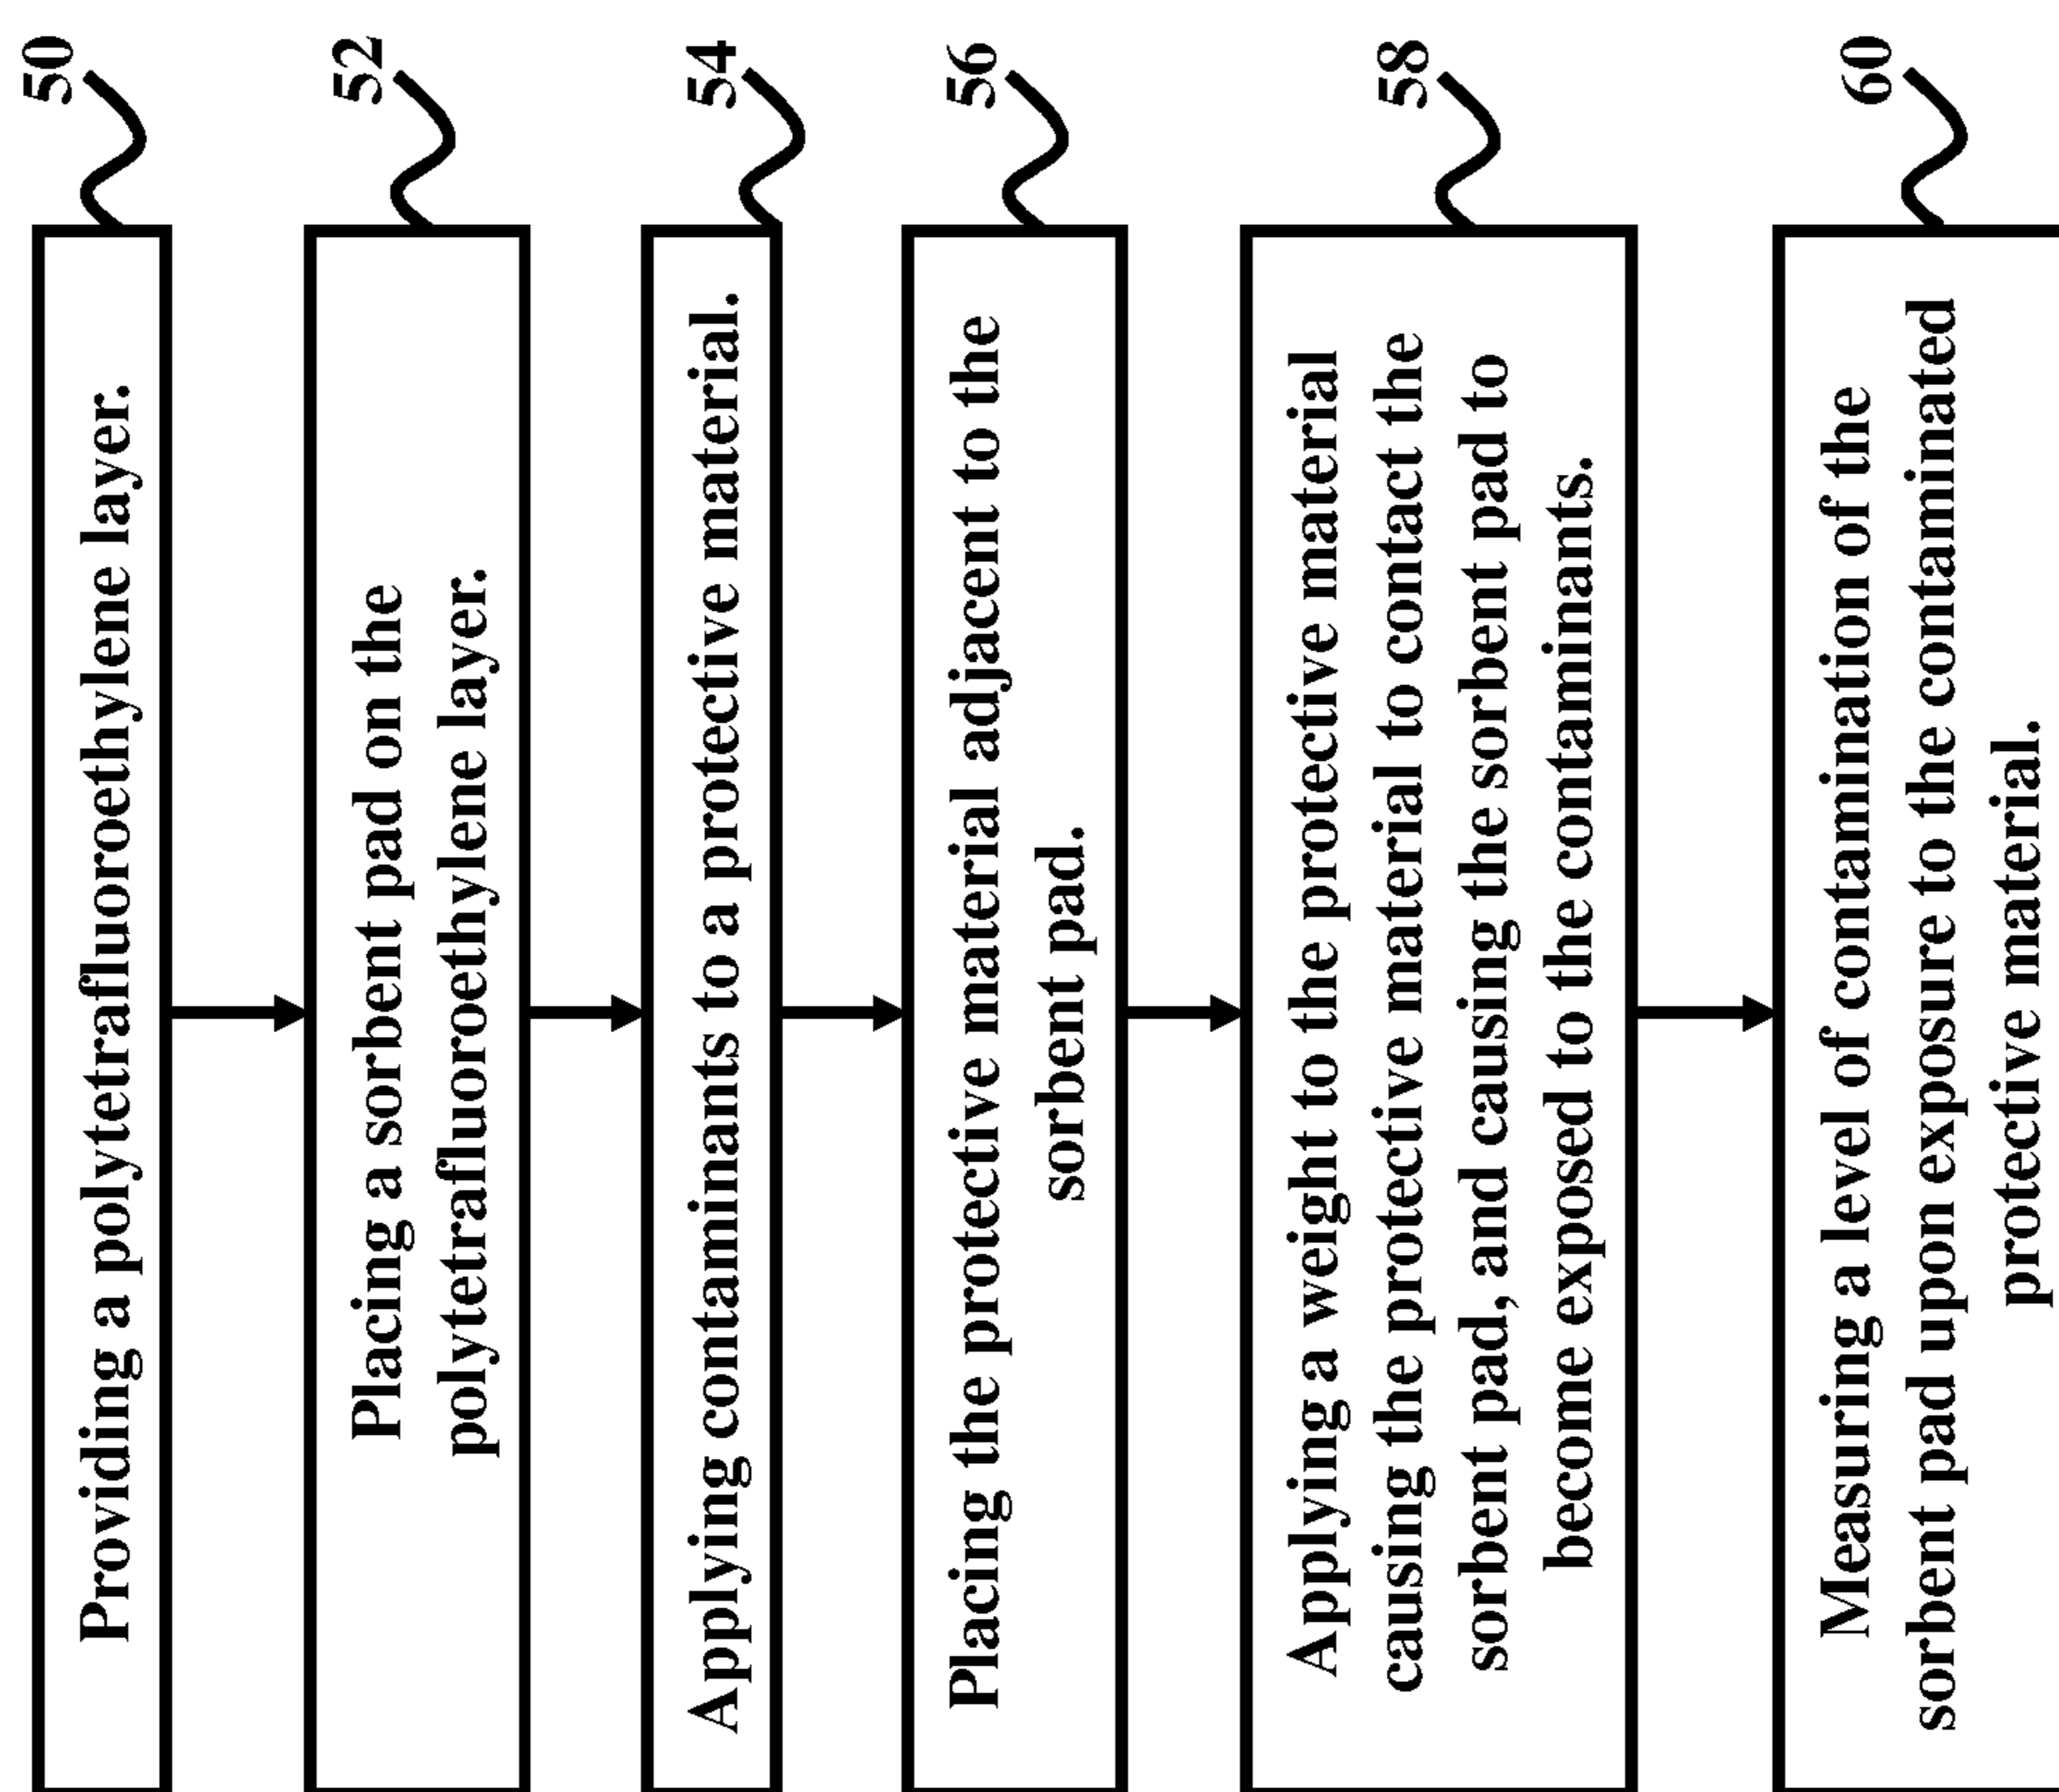 50
Providing a polytetrafluoroethylene layer.
52
Placing a sorbent pad on the
polytetrafluoroethylene layer.
54
Applying contaminants to a protective material.
56
Placing the protective material adjacent to the
sorbent pad.
58
Applying a weight to the protective material
causing the protective material to contact the
sorbent pad, and causing the sorbent pad to
become exposed to the contaminants.
60
Measuring a level of contamination of the
sorbent pad upon exposure to the contaminated
protective material.